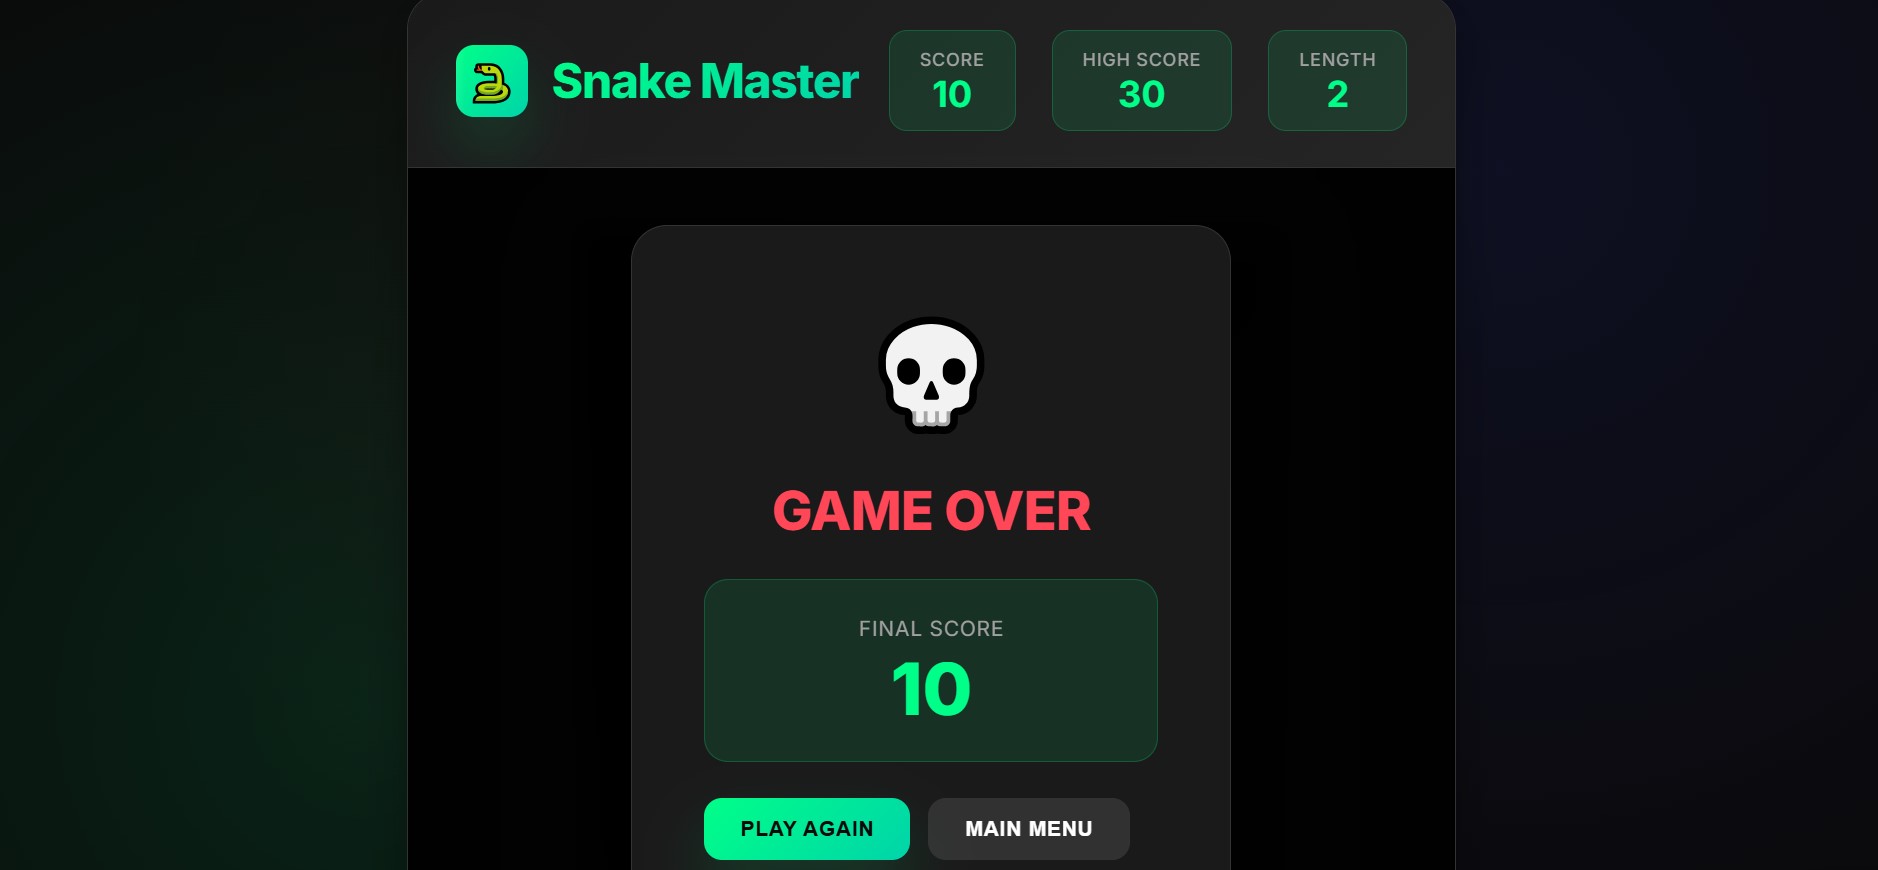 Snake Master
SCORE
10
HIGH SCORE
30
LENGTH
2
GAME OVER
FINAL SCORE
10
PLAY AGAIN
MAIN MENU